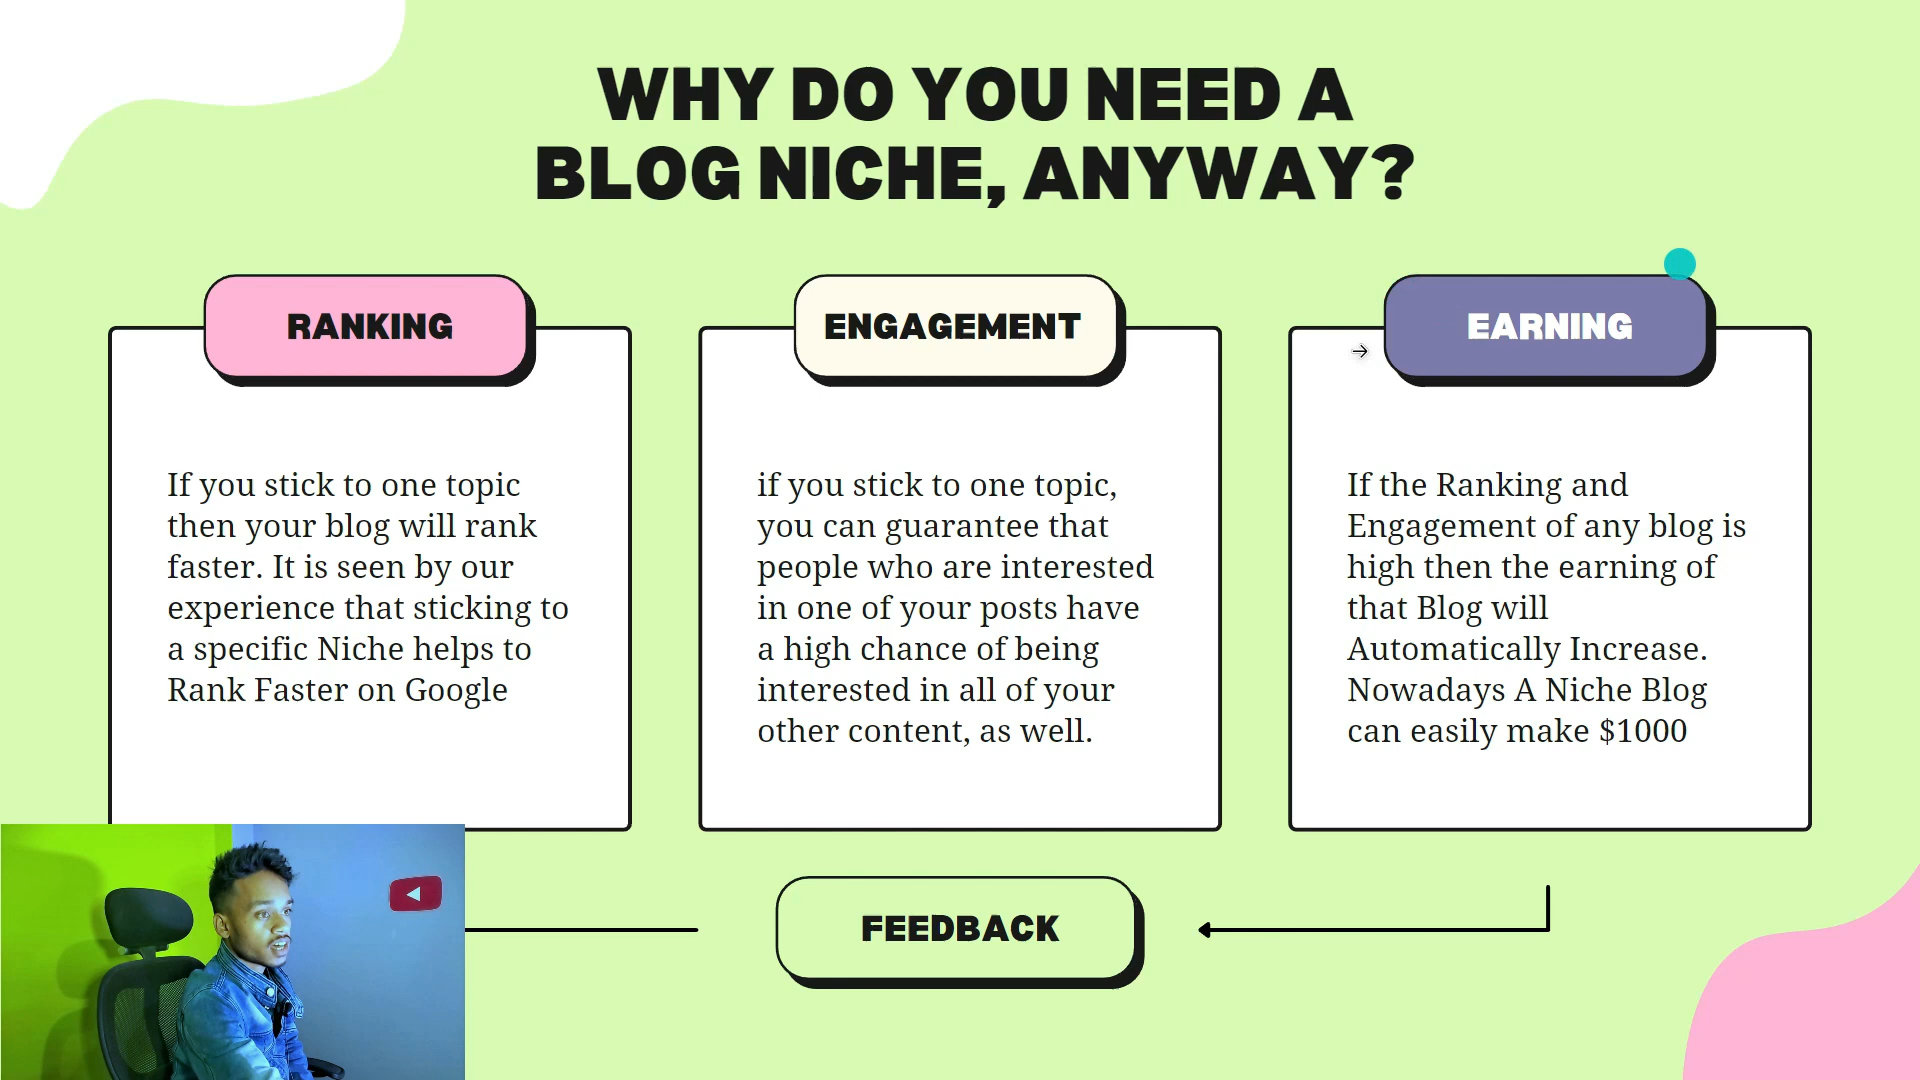 WHY DO YOU NEED A
BLOG NICHE, ANYWAY?
RANKING
If you stick to one topic
then your blog will rank
faster. It is seen by our
experience that sticking to
a specific Niche helps to
Rank Faster on Google
ENGAGEMENT
if you stick to one topic,
you can guarantee that
people who are interested
in one of your posts have
a high chance of being
interested in all of your
other content, as well.
EARNING
If the Ranking and
Engagement of any blog is
high then the earning of
that Blog will
Automatically Increase.
Nowadays A Niche Blog
can easily make $1000
FEEDBACK